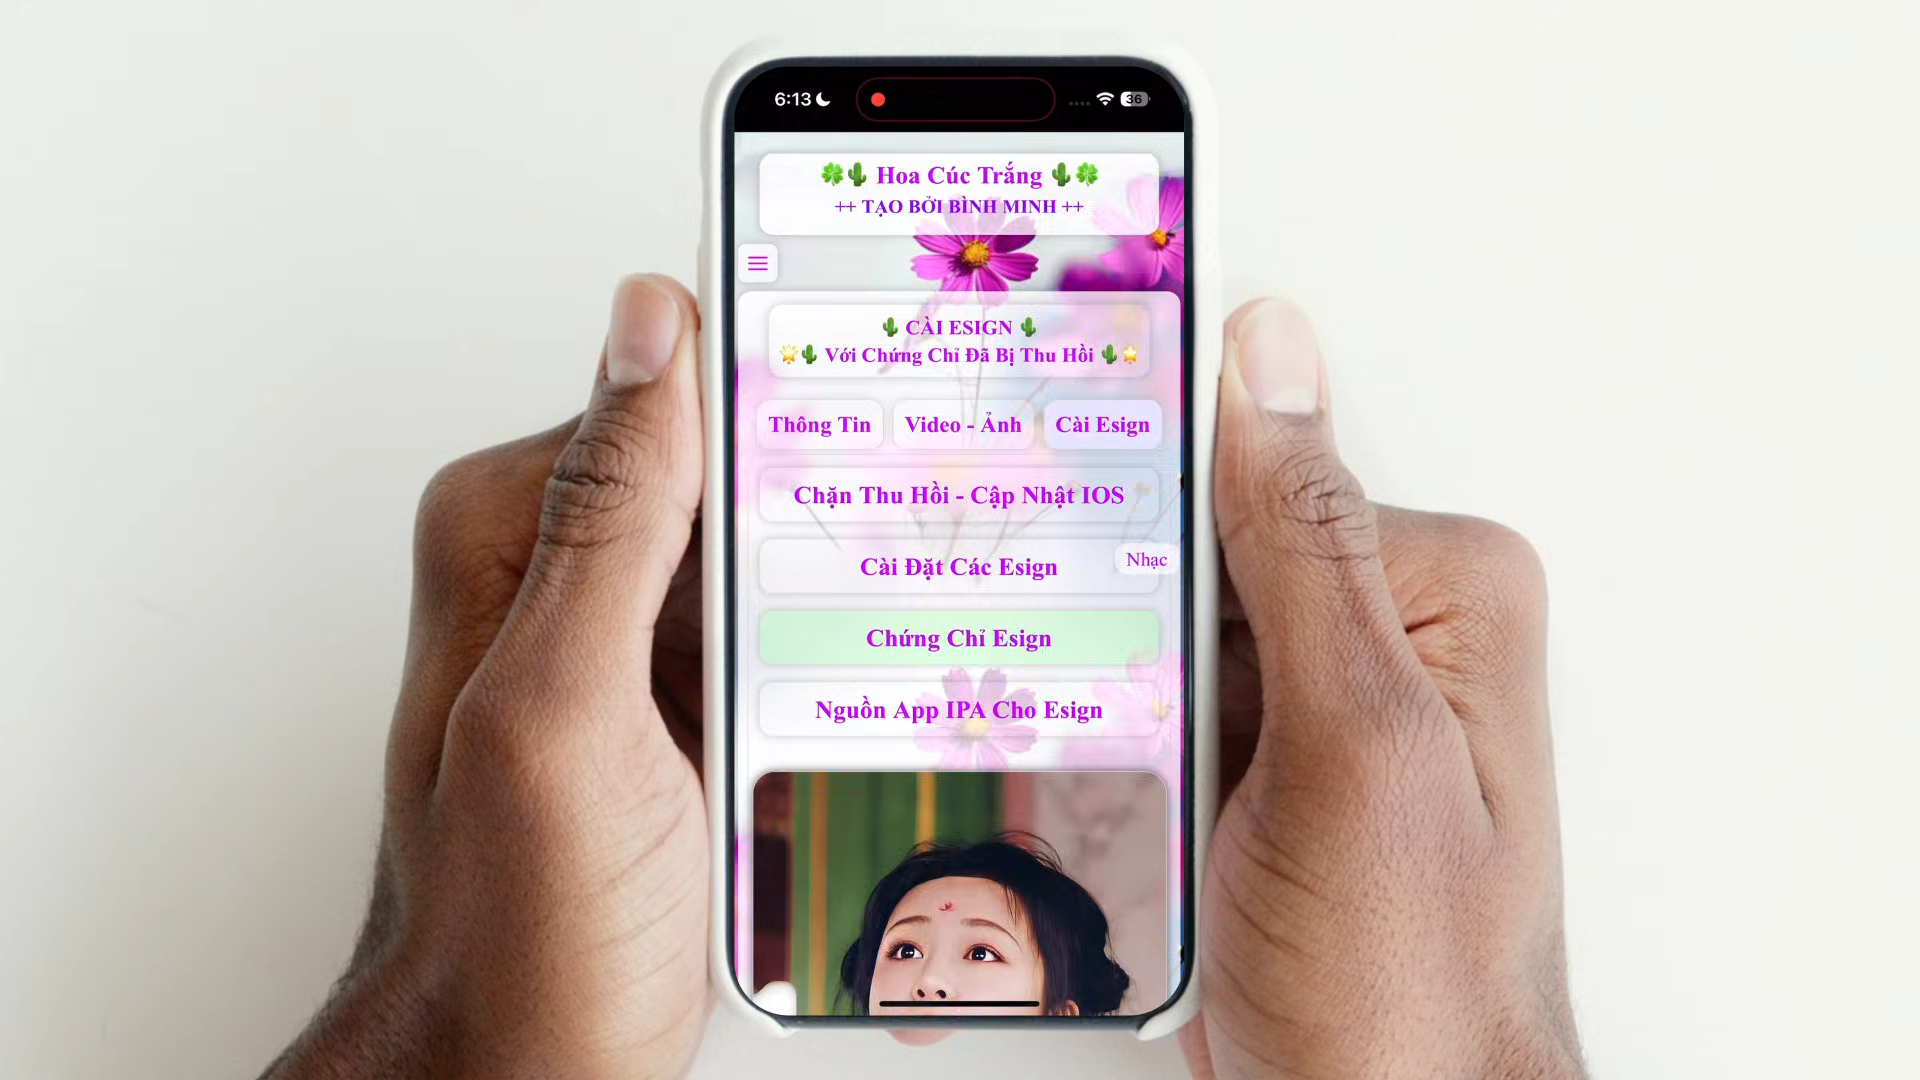 6:13
36
🍀🌵 Hoa Cúc Trắng 🌵🍀
++ TẠO BỞI BÌNH MINH ++
🌵 CÀI ESIGN 🌵
🌟🌵 Với Chứng Chỉ Đã Bị Thu Hồi 🌵🌟
Thông Tin
Video - Ảnh
Cài Esign
Chặn Thu Hồi - Cập Nhật IOS
Cài Đặt Các Esign
Nhạc
Chứng Chỉ Esign
Nguồn App IPA Cho Esign